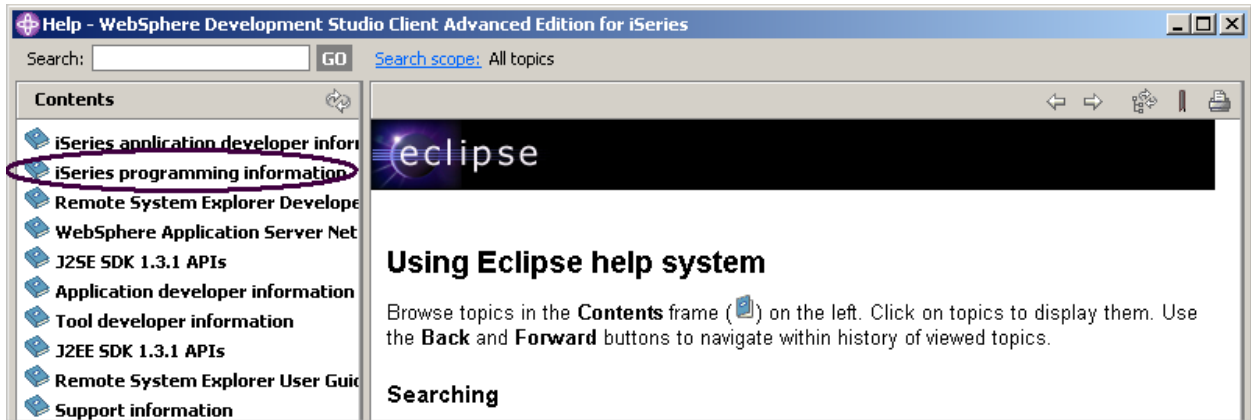 Help - WebSphere Development Studio Client Advanced Edition for iSeries
Search: GO Search scope: All topics
Contents
iSeries application developer inform
iSeries programming information
Remote System Explorer Develope
WebSphere Application Server Net
J2SE SDK 1.3.1 APIs
Application developer information
Tool developer information
J2EE SDK 1.3.1 APIs
Remote System Explorer User Guid
Support information
eclipse
Using Eclipse help system
Browse topics in the Contents frame ( ) on the left. Click on topics to display them. Use
the Back and Forward buttons to navigate within history of viewed topics.
Searching